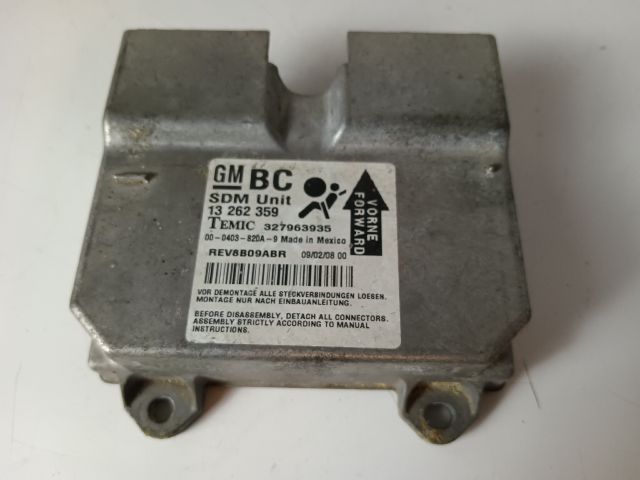 GM BC
SDM Unit
13 262 359
TEMIC 327963935
00-0403-820A-9 Made in Mexico
REV8B09ABR 09/02/08 00
VORNE
FORWARD
VOR DEMONTAGE ALLE STECKVERBINDUNGEN LOESEN.
MONTAGE NUR NACH EINBAUANLEITUNG.
BEFORE DISASSEMBLY, DETACH ALL CONNECTORS.
ASSEMBLY STRICTLY ACCORDING TO MANUAL
INSTRUCTIONS.